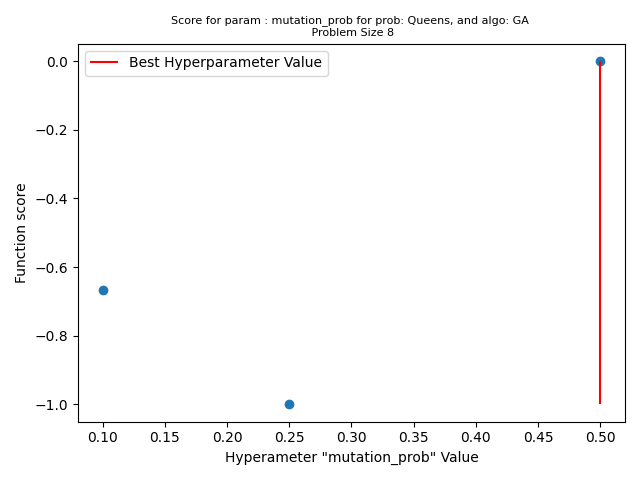 Score for param : mutation_prob for prob: Queens, and algo: GA
Problem Size 8
Best Hyperparameter Value
Function score
0.0
−0.2
−0.4
−0.6
−0.8
−1.0
0.10 0.15 0.20 0.25 0.30 0.35 0.40 0.45 0.50
Hyperameter "mutation_prob" Value